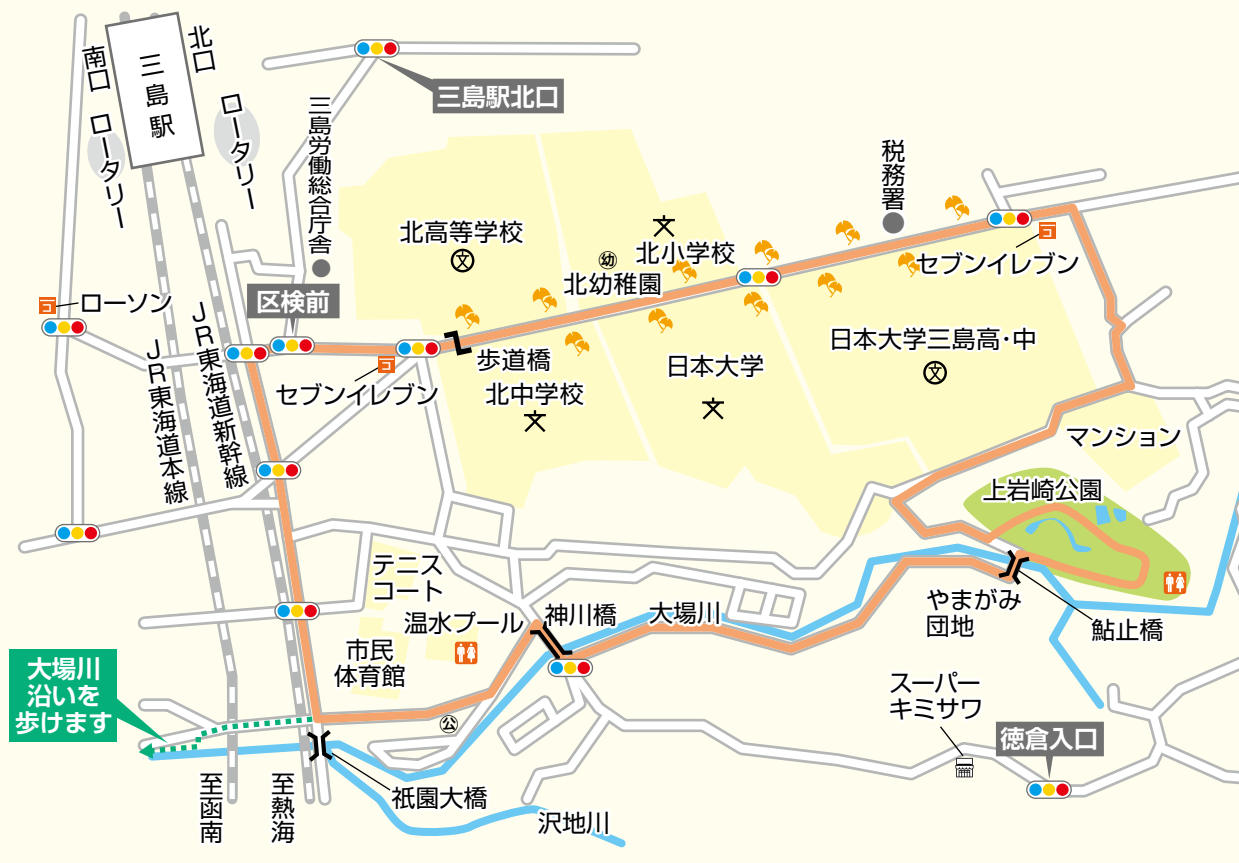 北口
南口
三島駅
ロータリー
ロータリー
三島駅北口
三島労働総合庁舎
税務署
北高等学校
文
幼
北小学校
北幼稚園
セブンイレブン
区検前
ローソン
JR東海道新幹線
JR東海道本線
歩道橋
セブンイレブン
北中学校
日本大学
日本大学三島高・中
文
マンション
上岩崎公園
テニス
コート
温水プール
神川橋
大場川
やまがみ
団地
鮎止橋
市民
体育館
大場川
沿いを
歩けます
公
スーパー
キミサワ
徳倉入口
祇園大橋
至函南
至熱海
沢地川